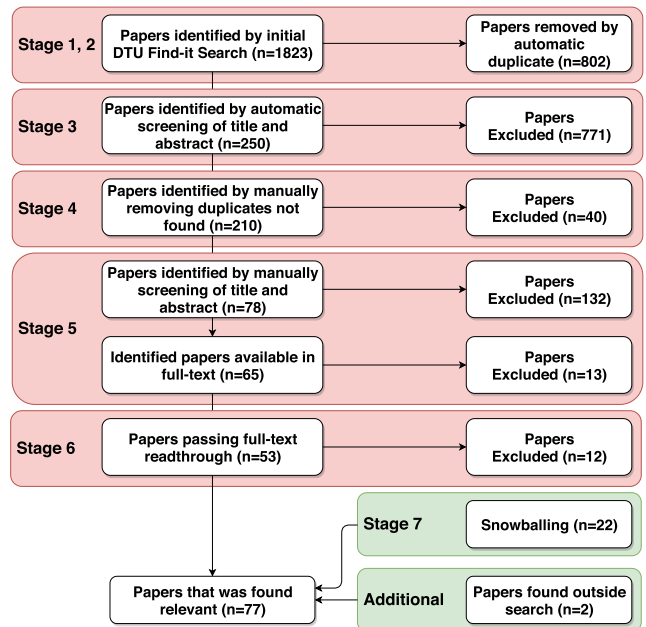 Stage 1, 2
Papers identified by initial
DTU Find-it Search (n=1823)
Papers removed by
automatic
duplicate (n=802)
Stage 3
Papers identified by automatic
screening of title and
abstract (n=250)
Papers
Excluded (n=771)
Stage 4
Papers identified by manually
removing duplicates not
found (n=210)
Papers
Excluded (n=40)
Stage 5
Papers identified by manually
screening of title and
abstract (n=78)
Papers
Excluded (n=132)
Identified papers available in
full-text (n=65)
Papers
Excluded (n=13)
Stage 6
Papers passing full-text
readthrough (n=53)
Papers
Excluded (n=12)
Stage 7
Snowballing (n=22)
Papers that was found
relevant (n=77)
Additional
Papers found outside
search (n=2)